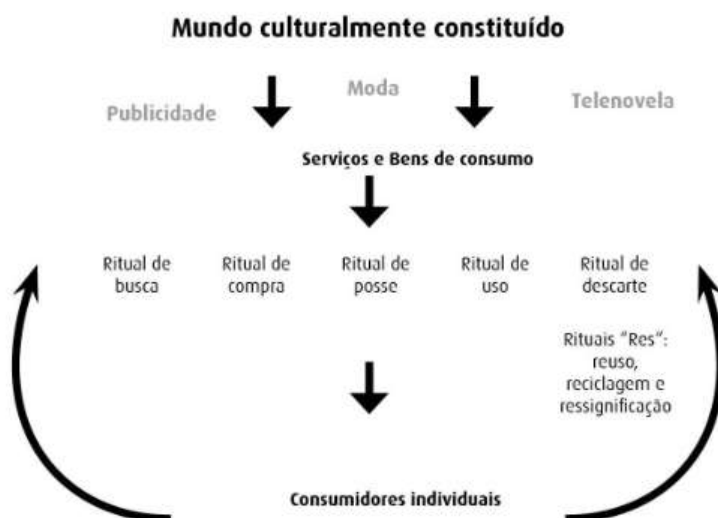 Mundo culturalmente constituído
Publicidade
Moda
Telenovela
Serviços e Bens de consumo
Ritual de
busca
Ritual de
compra
Ritual de
posse
Ritual de
uso
Ritual de
descarte
Rituais “Res”:
reuso,
reciclagem e
ressignificação
Consumidores individuais